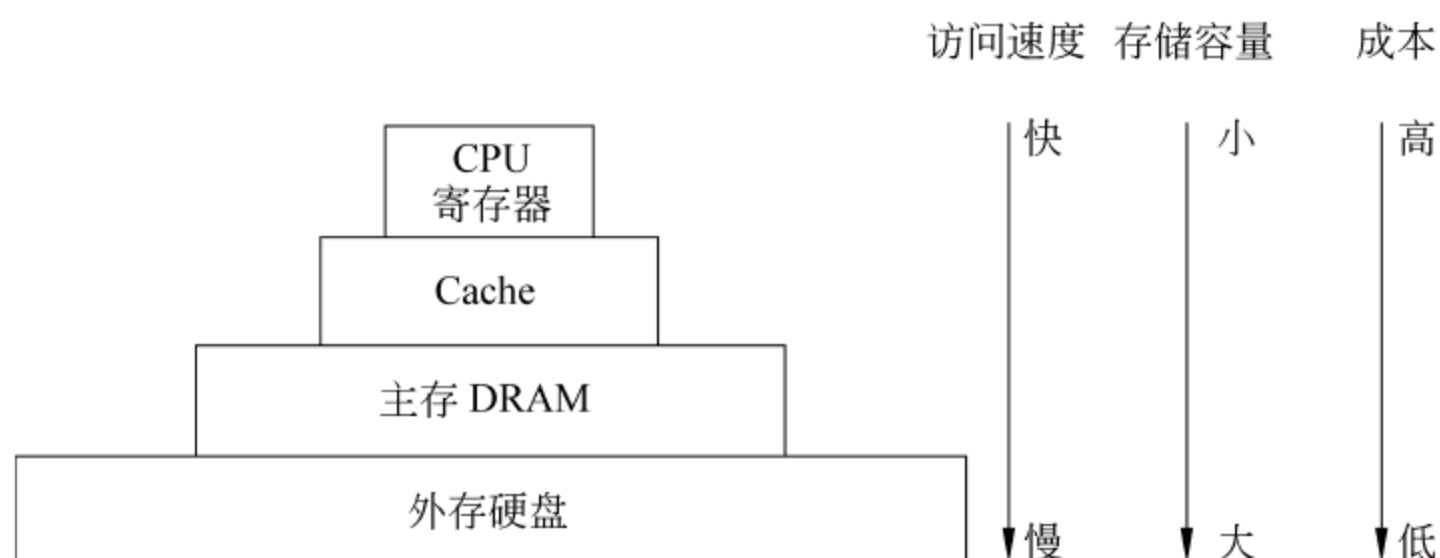 访问速度 存储容量 成本
快 小 高
CPU
寄存器
Cache
主存 DRAM
外存硬盘
慢 大 低